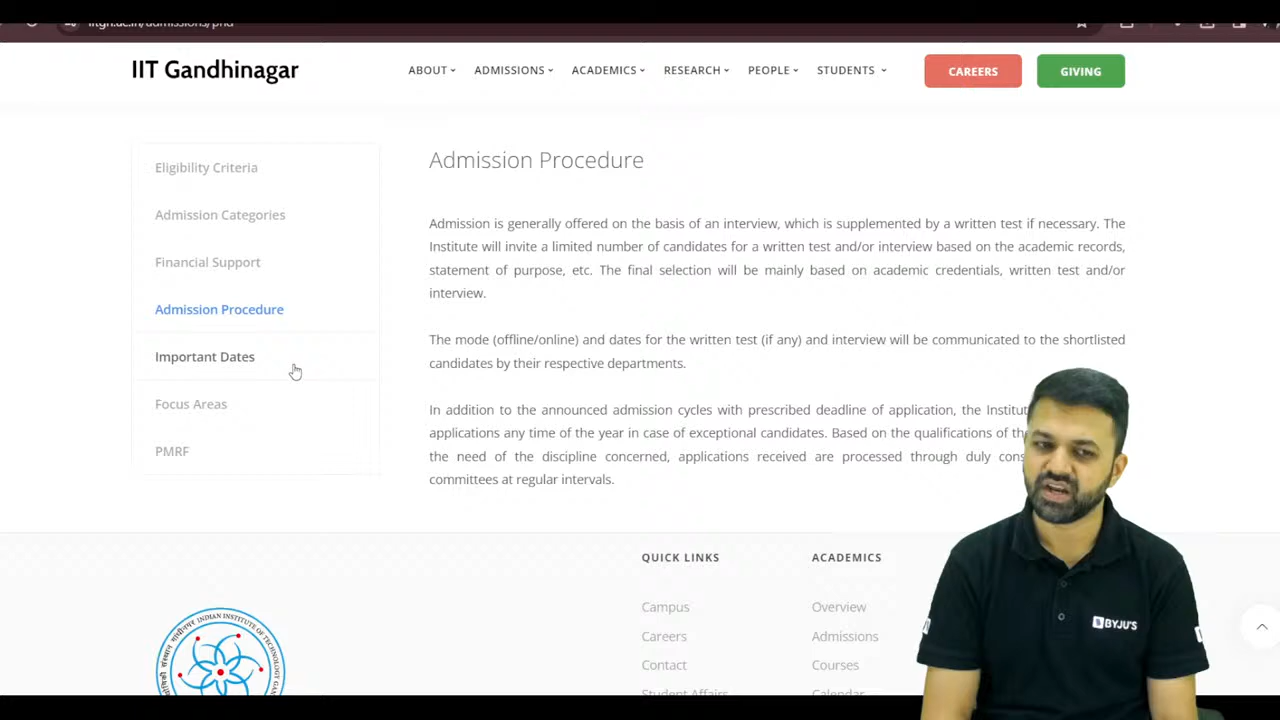 IIT Gandhinagar
ABOUT
ADMISSIONS
ACADEMICS
RESEARCH
PEOPLE
STUDENTS
CAREERS
GIVING
Eligibility Criteria
Admission Categories
Financial Support
Admission Procedure
Important Dates
Focus Areas
PMRF
Admission Procedure
Admission is generally offered on the basis of an interview, which is supplemented by a written test if necessary. The
Institute will invite a limited number of candidates for a written test and/or interview based on the academic records,
statement of purpose, etc. The final selection will be mainly based on academic credentials, written test and/or
interview.
The mode (offline/online) and dates for the written test (if any) and interview will be communicated to the shortlisted
candidates by their respective departments.
In addition to the announced admission cycles with prescribed deadline of application, the
applications any time of the year in case of exceptional candidates. Based on the qualifications of
the need of the discipline concerned, applications received are processed through duly
committees at regular intervals.
QUICK LINKS
Campus
Careers
Contact
Student Affairs
ACADEMICS
Overview
Admissions
Courses
Calendar
INDIAN INSTITUTE OF TECHNOLOGY
BYJU'S